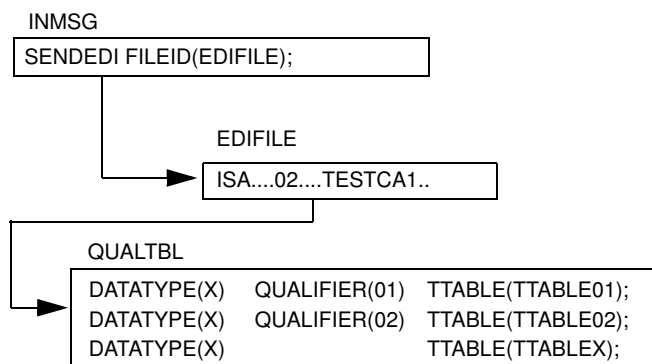 INMSG
SENDEDI FILEID(EDIFILE);
EDIFILE
ISA....02....TESTCA1..
QUALTBL
DATATYPE(X) QUALIFIER(01) TTABLE(TTABLE01);
DATATYPE(X) QUALIFIER(02) TTABLE(TTABLE02);
DATATYPE(X) TTABLE(TTABLEX);